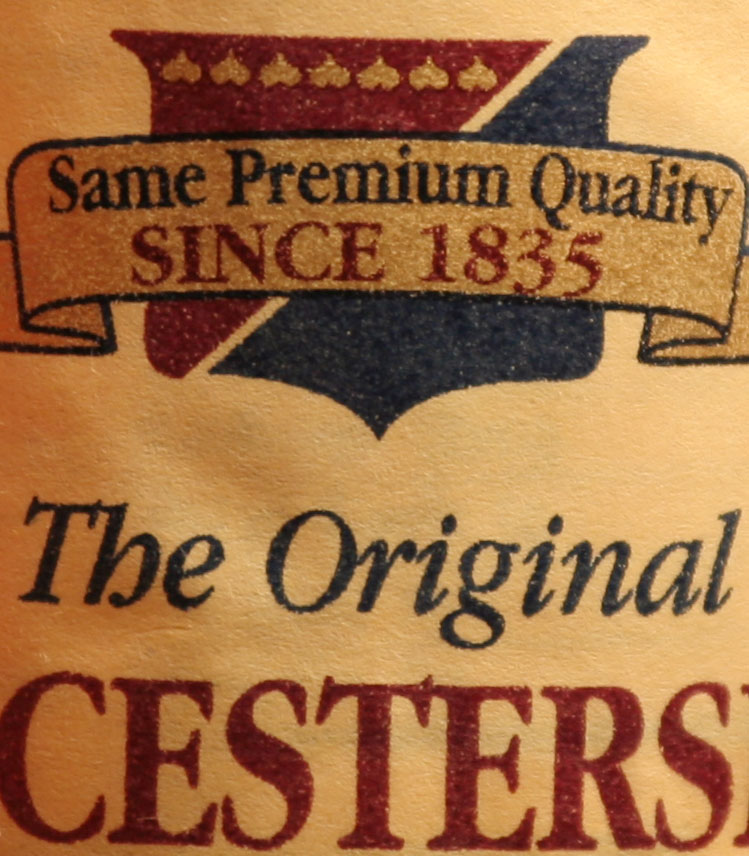 Same Premium Quality
SINCE 1835
The Original
CESTERS